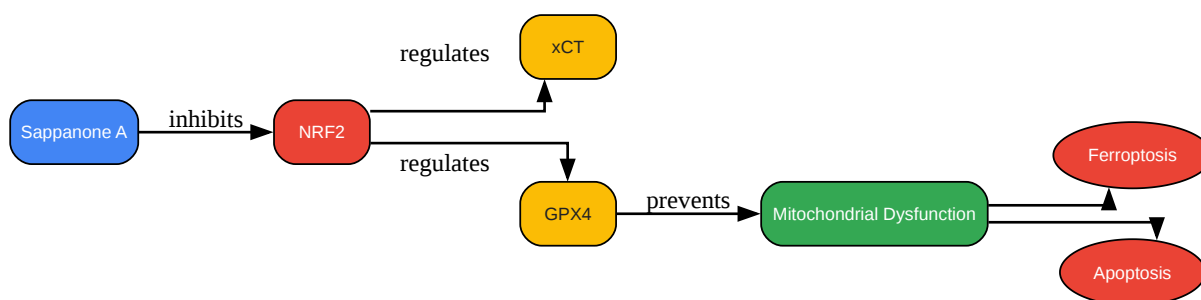 regulates
xCT
Sappanone A
inhibits
NRF2
regulates
GPX4
prevents
Mitochondrial Dysfunction
Ferroptosis
Apoptosis